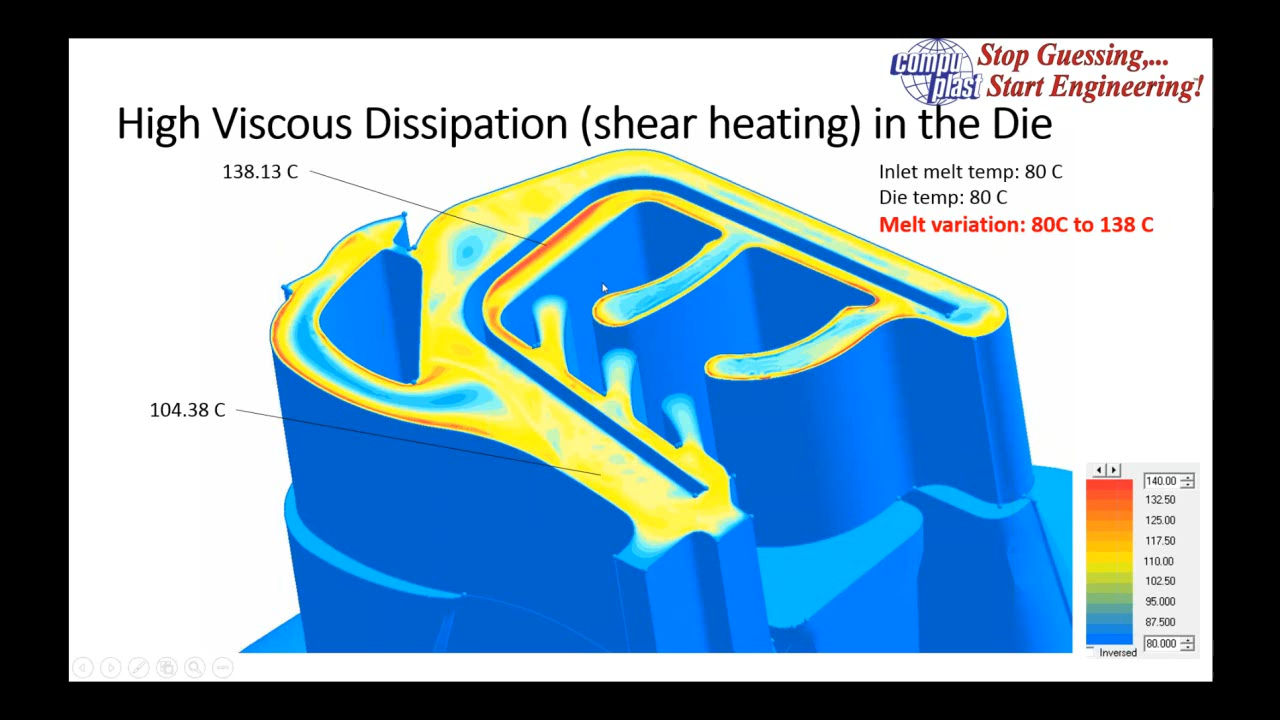 compu plast
Stop Guessing,...
Start Engineering!
High Viscous Dissipation (shear heating) in the Die
138.13 C
Inlet melt temp: 80 C
Die temp: 80 C
Melt variation: 80C to 138 C
104.38 C
140.00
132.50
125.00
117.50
110.00
102.50
95.000
87.500
80.000
Inversed